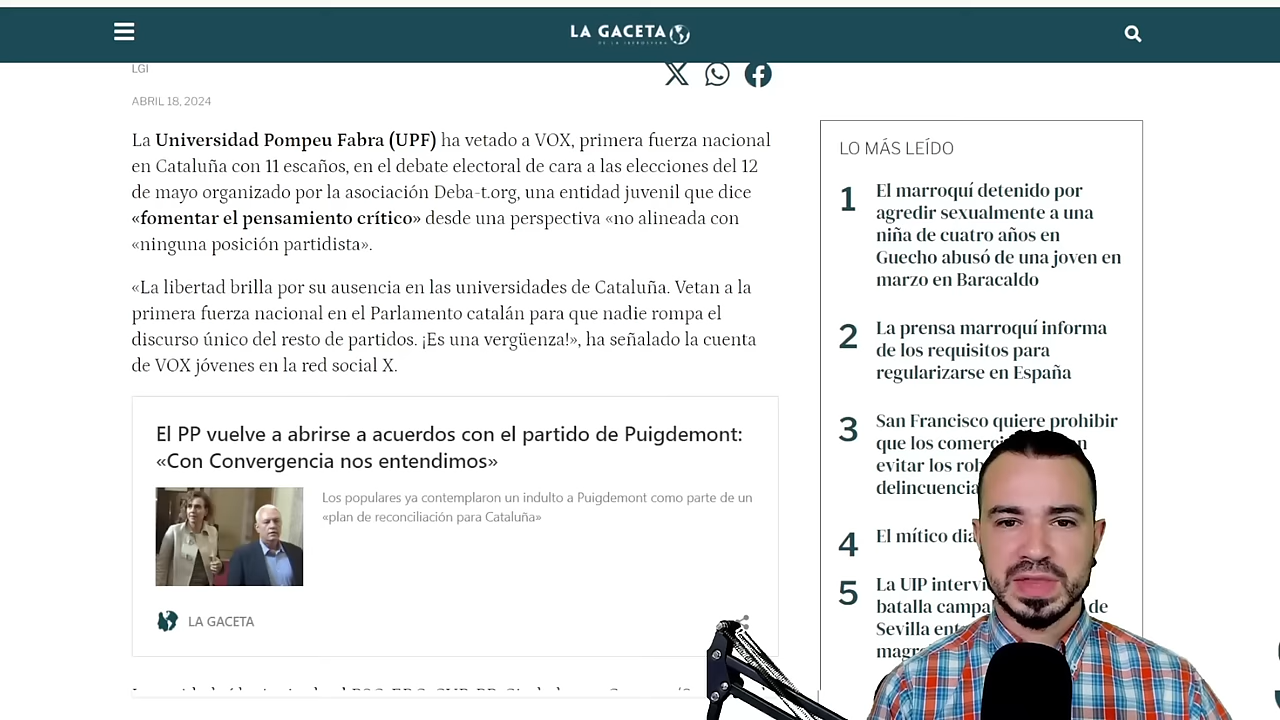 LA GACETA
DE LA IBEROSFERA
LGI
ABRIL 18, 2024
La Universidad Pompeu Fabra (UPF) ha vetado a VOX, primera fuerza nacional
en Cataluña con 11 escaños, en el debate electoral de cara a las elecciones del 12
de mayo organizado por la asociación Deba-t.org, una entidad juvenil que dice
«fomentar el pensamiento crítico» desde una perspectiva «no alineada con
«ninguna posición partidista».
«La libertad brilla por su ausencia en las universidades de Cataluña. Vetan a la
primera fuerza nacional en el Parlamento catalán para que nadie rompa el
discurso único del resto de partidos. ¡Es una vergüenza!», ha señalado la cuenta
de VOX jóvenes en la red social X.
El PP vuelve a abrirse a acuerdos con el partido de Puigdemont:
«Con Convergencia nos entendimos»
Los populares ya contemplaron un indulto a Puigdemont como parte de un
«plan de reconciliación para Cataluña»
LA GACETA
LO MÁS LEÍDO
1 El marroquí detenido por
agredir sexualmente a una
niña de cuatro años en
Guecho abusó de una joven en
marzo en Baracaldo
2 La prensa marroquí informa
de los requisitos para
regularizarse en España
3 San Francisco quiere prohibir
que los
evitar los
delincuencia
4 El mítico
5 La UIP
batalla de
Sevilla